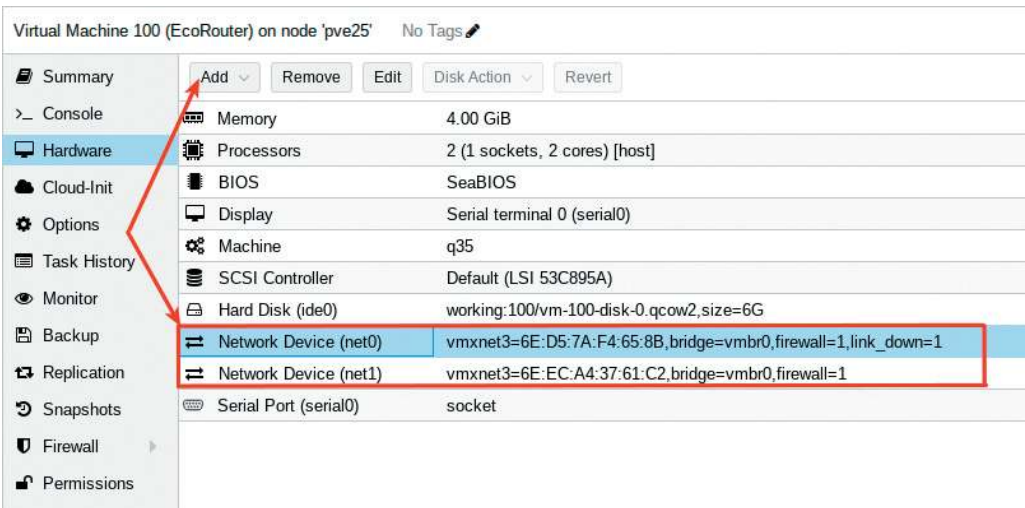 Virtual Machine 100 (EcoRouter) on node 'pve25' No Tags
Summary
Console
Hardware
Cloud-Init
Options
Task History
Monitor
Backup
Replication
Snapshots
Firewall
Permissions
Add Remove Edit Disk Action Revert
Memory 4.00 GiB
Processors 2 (1 sockets, 2 cores) [host]
BIOS SeaBIOS
Display Serial terminal 0 (serial0)
Machine q35
SCSI Controller Default (LSI 53C895A)
Hard Disk (ide0) working:100/vm-100-disk-0.qcow2,size=6G
Network Device (net0) vmxnet3=6E:D5:7A:F4:65:8B,bridge=vmbr0,firewall=1,link_down=1
Network Device (net1) vmxnet3=6E:EC:A4:37:61:C2,bridge=vmbr0,firewall=1
Serial Port (serial0) socket